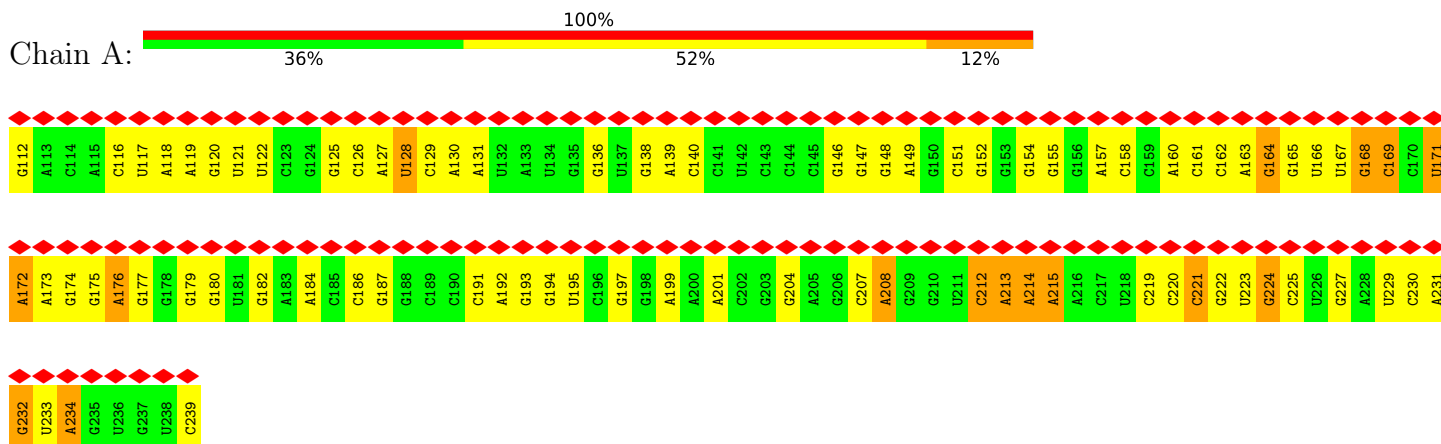 100%
Chain A:
36% 52% 12%
G112 A113 C114 A115 C116 U117 A118 A119 G120 U121 U122 C123 G124 G125 C126 A127 U128 C129 A130 A131 U132 A133 U134 G135 G136 U137 G138 A139 C140 C141 U142 C143 C144 C145 G146 G147 G148 A149 G150 C151 G152 G153 G154 G155 G156 A157 C158 C159 A160 C161 C162 A163 G164 G165 U166 U167 G168 C169 C170 U171
A172 A173 G174 G175 A176 G177 G178 G179 G180 U181 G182 A183 A184 C185 C186 G187 G188 C189 C190 C191 A192 G193 G194 U195 C196 G197 G198 A199 A200 A201 C202 G203 G204 A205 G206 C207 A208 G209 G210 U211 C212 A213 A214 A215 A216 C217 U218 C219 C220 C221 G222 U223 G224 C225 U226 G227 A228 U229 C230 A231
G232 U233 A234 G235 U236 G237 U238 C239